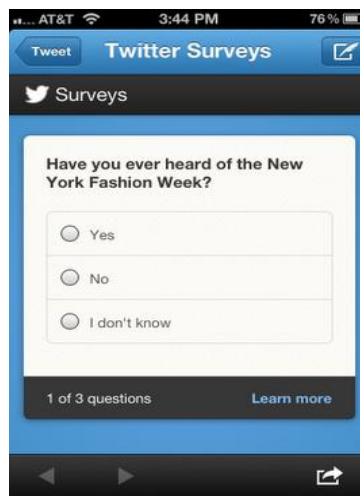 AT&T 3:44 PM 76%
Tweet Twitter Surveys
Surveys
Have you ever heard of the New
York Fashion Week?
Yes
No
I don't know
1 of 3 questions Learn more